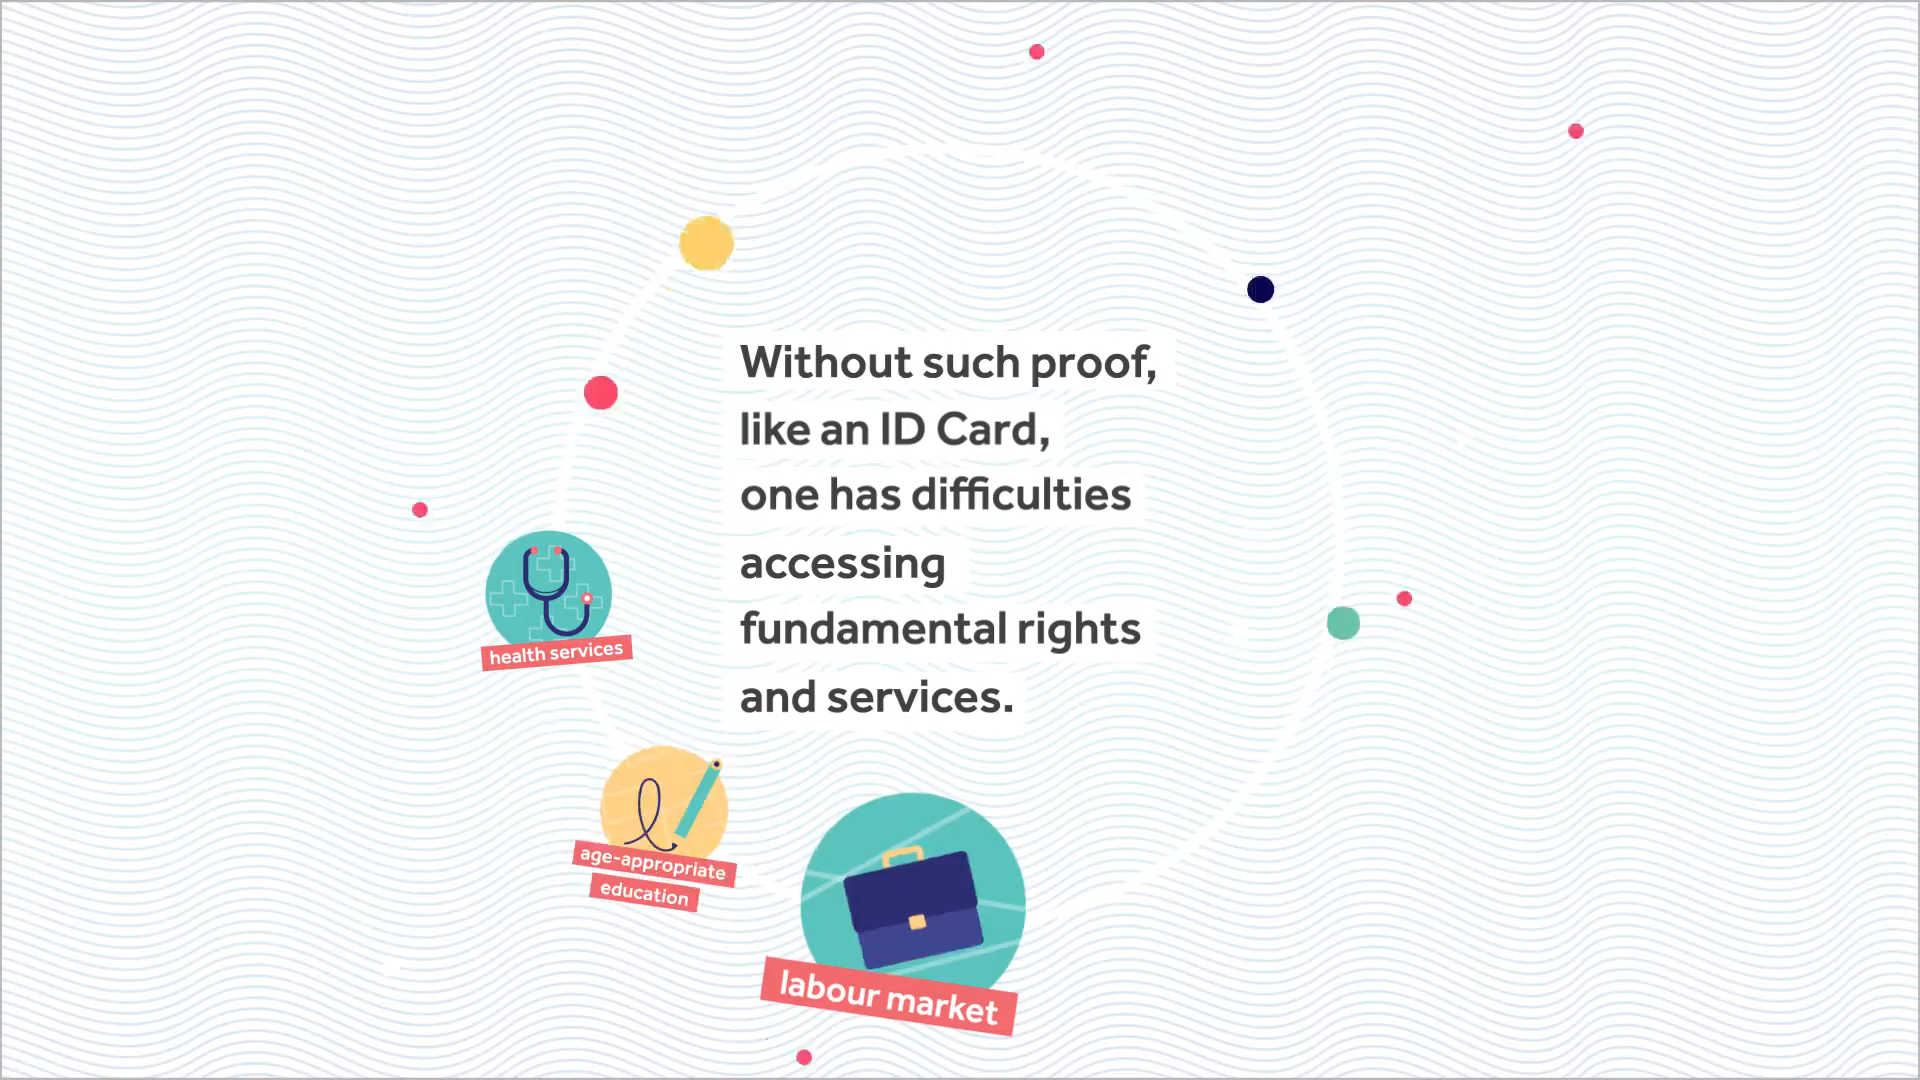 Without such proof,
like an ID Card,
one has difficulties
accessing
fundamental rights
and services.
health services
age-appropriate
education
labour market